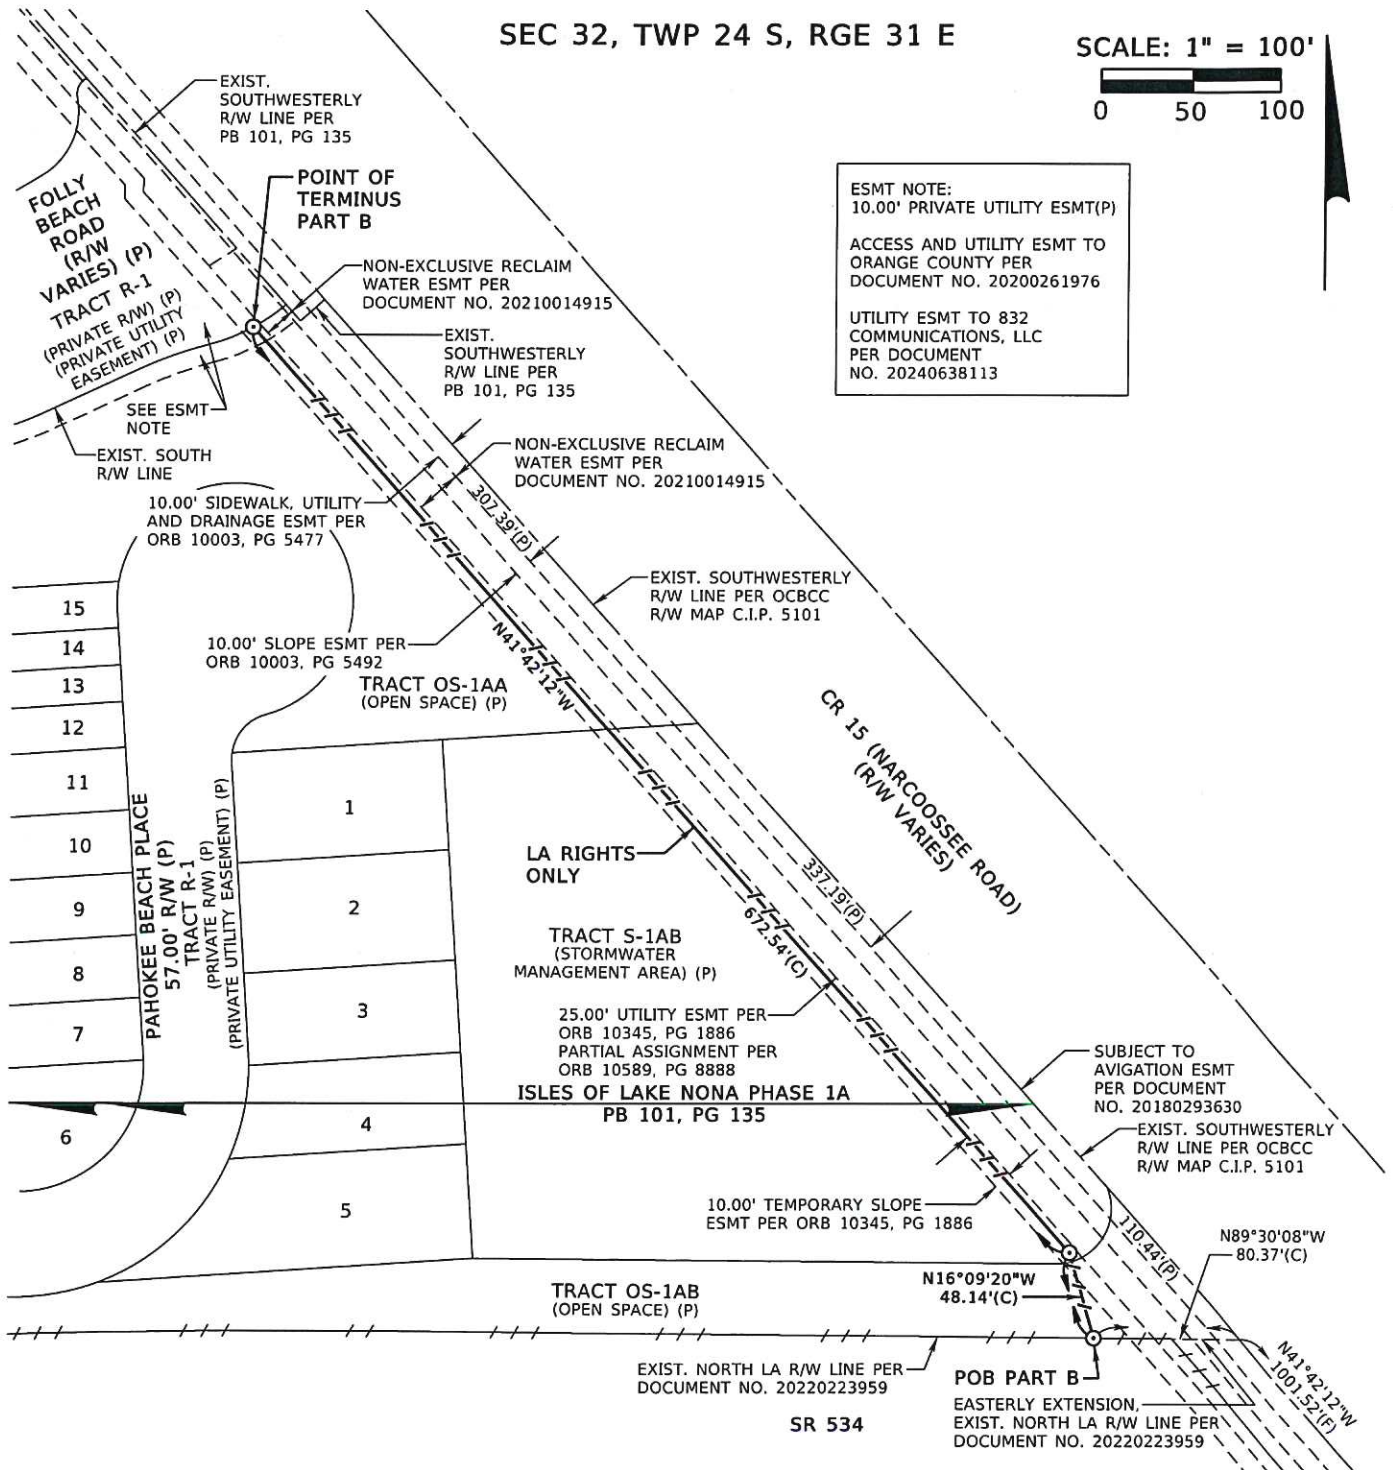 SEC 32, TWP 24 S, RGE 31 E
SCALE: 1" = 100'
0 50 100
EXIST.
SOUTHWESTERLY
R/W LINE PER
PB 101, PG 135
POINT OF
TERMINUS
PART B
ESMT NOTE:
10.00' PRIVATE UTILITY ESMT(P)
ACCESS AND UTILITY ESMT TO
ORANGE COUNTY PER
DOCUMENT NO. 20200261976
UTILITY ESMT TO 832
COMMUNICATIONS, LLC
PER DOCUMENT
NO. 20240638113
FOLLY
BEACH
ROAD
(R/W
VARIES) (P)
TRACT R-1
(PRIVATE R/W) (P)
(PRIVATE UTILITY
EASEMENT) (P)
NON-EXCLUSIVE RECLAIM
WATER ESMT PER
DOCUMENT NO. 20210014915
EXIST.
SOUTHWESTERLY
R/W LINE PER
PB 101, PG 135
SEE ESMT
NOTE
EXIST. SOUTH
R/W LINE
NON-EXCLUSIVE RECLAIM
WATER ESMT PER
DOCUMENT NO. 20210014915
10.00' SIDEWALK, UTILITY
AND DRAINAGE ESMT PER
ORB 10003, PG 5477
307.39'(P)
EXIST. SOUTHWESTERLY
R/W LINE PER OCBCC
R/W MAP C.I.P. 5101
10.00' SLOPE ESMT PER
ORB 10003, PG 5492
N41°42'12"W
TRACT OS-1AA
(OPEN SPACE) (P)
15
14
13
12
11
10
9
8
7
6
PAHOKEE BEACH PLACE
57.00' R/W (P)
TRACT R-1
(PRIVATE R/W) (P)
(PRIVATE UTILITY EASEMENT) (P)
1
2
3
4
5
CR 15 (NARCOOSSEE ROAD)
(R/W VARIES)
LA RIGHTS
ONLY
337.19'(P)
672.54'(C)
TRACT S-1AB
(STORMWATER
MANAGEMENT AREA) (P)
25.00' UTILITY ESMT PER
ORB 10345, PG 1886
PARTIAL ASSIGNMENT PER
ORB 10589, PG 8888
ISLES OF LAKE NONA PHASE 1A
PB 101, PG 135
SUBJECT TO
AVIGATION ESMT
PER DOCUMENT
NO. 20180293630
EXIST. SOUTHWESTERLY
R/W LINE PER OCBCC
R/W MAP C.I.P. 5101
10.00' TEMPORARY SLOPE
ESMT PER ORB 10345, PG 1886
110.44'(P)
N89°30'08"W
80.37'(C)
N16°09'20"W
48.14'(C)
TRACT OS-1AB
(OPEN SPACE) (P)
EXIST. NORTH LA R/W LINE PER
DOCUMENT NO. 20220223959
SR 534
POB PART B
EASTERLY EXTENSION,
EXIST. NORTH LA R/W LINE PER
DOCUMENT NO. 20220223959
N41°42'12"W
1001.52'(F)